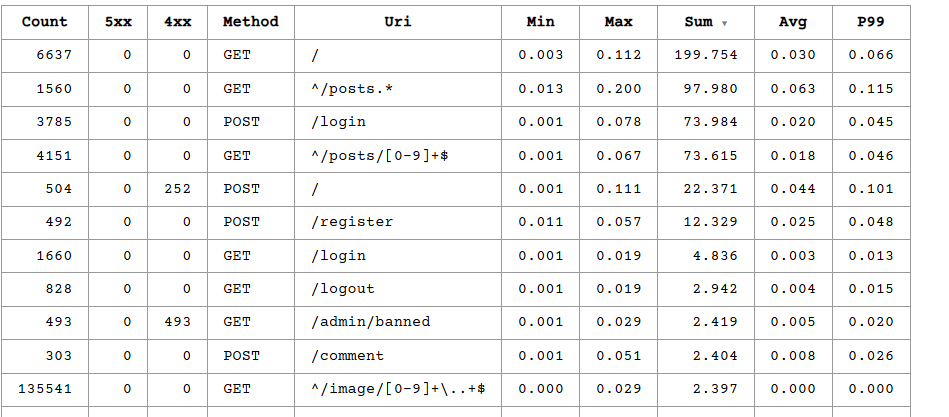 Count 5xx 4xx Method Uri Min Max Sum ▼ Avg P99
6637 0 0 GET / 0.003 0.112 199.754 0.030 0.066
1560 0 0 GET ^/posts.* 0.013 0.200 97.980 0.063 0.115
3785 0 0 POST /login 0.001 0.078 73.984 0.020 0.045
4151 0 0 GET ^/posts/[0-9]+$ 0.001 0.067 73.615 0.018 0.046
504 0 252 POST / 0.001 0.111 22.371 0.044 0.101
492 0 0 POST /register 0.011 0.057 12.329 0.025 0.048
1660 0 0 GET /login 0.001 0.019 4.836 0.003 0.013
828 0 0 GET /logout 0.001 0.019 2.942 0.004 0.015
493 0 493 GET /admin/banned 0.001 0.029 2.419 0.005 0.020
303 0 0 POST /comment 0.001 0.051 2.404 0.008 0.026
135541 0 0 GET ^/image/[0-9]+\..+$ 0.000 0.029 2.397 0.000 0.000